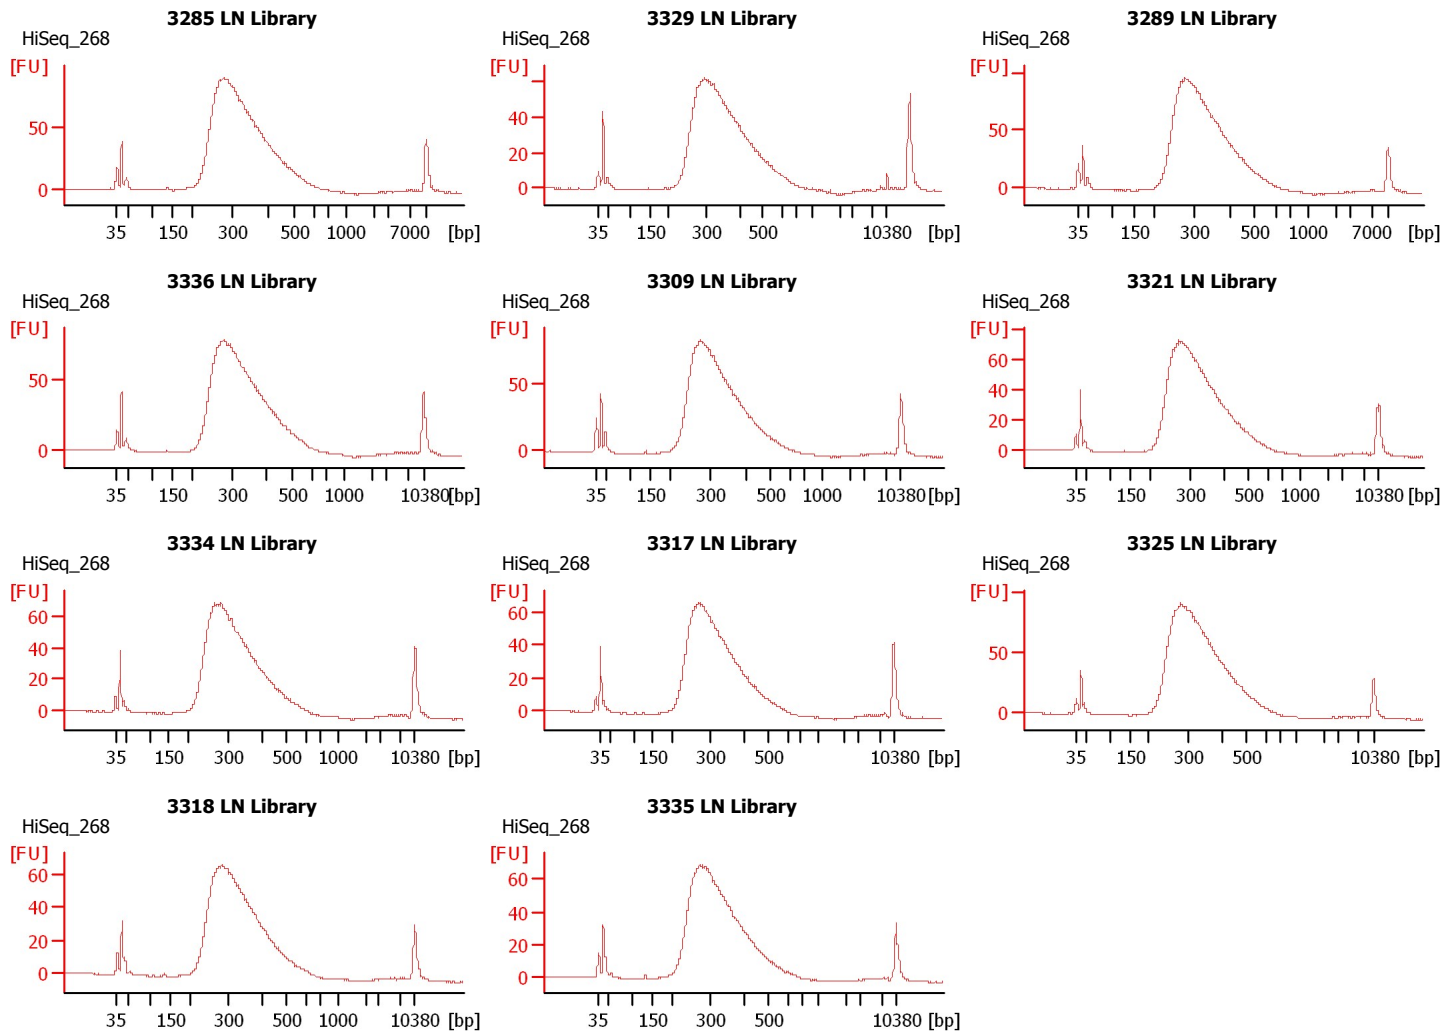 3285 LN Library
HiSeq_268
[FU]
50
0
35 150 300 500 1000 7000 [bp]
3329 LN Library
HiSeq_268
[FU]
40
20
0
35 150 300 500 10380 [bp]
3289 LN Library
HiSeq_268
[FU]
50
0
35 150 300 500 1000 7000 [bp]
3336 LN Library
HiSeq_268
[FU]
50
0
35 150 300 500 1000 10380 [bp]
3309 LN Library
HiSeq_268
[FU]
50
0
35 150 300 500 1000 10380 [bp]
3321 LN Library
HiSeq_268
[FU]
60
40
20
0
35 150 300 500 1000 10380 [bp]
3334 LN Library
HiSeq_268
[FU]
60
40
20
0
35 150 300 500 1000 10380 [bp]
3317 LN Library
HiSeq_268
[FU]
60
40
20
0
35 150 300 500 10380 [bp]
3325 LN Library
HiSeq_268
[FU]
50
0
35 150 300 500 10380 [bp]
3318 LN Library
HiSeq_268
[FU]
60
40
20
0
35 150 300 500 1000 10380 [bp]
3335 LN Library
HiSeq_268
[FU]
60
40
20
0
35 150 300 500 10380 [bp]